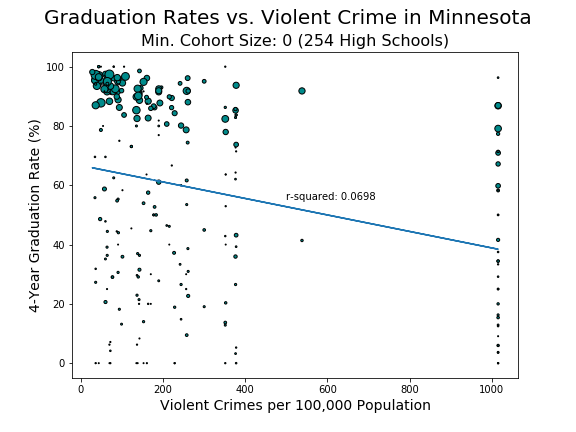 Graduation Rates vs. Violent Crime in Minnesota
Min. Cohort Size: 0 (254 High Schools)
4-Year Graduation Rate (%)
100
80
60
40
20
0
r-squared: 0.0698
0
200
400
600
800
1000
Violent Crimes per 100,000 Population